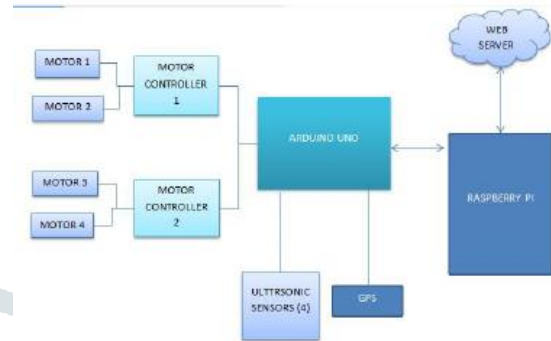 MOTOR 1
MOTOR 2
MOTOR
CONTROLLER
1
MOTOR 3
MOTOR 4
MOTOR
CONTROLLER
2
ARDUINO UNO
WEB
SERVER
RASPBERRY PI
ULTTRSONIC
SENSORS (4)
GPS